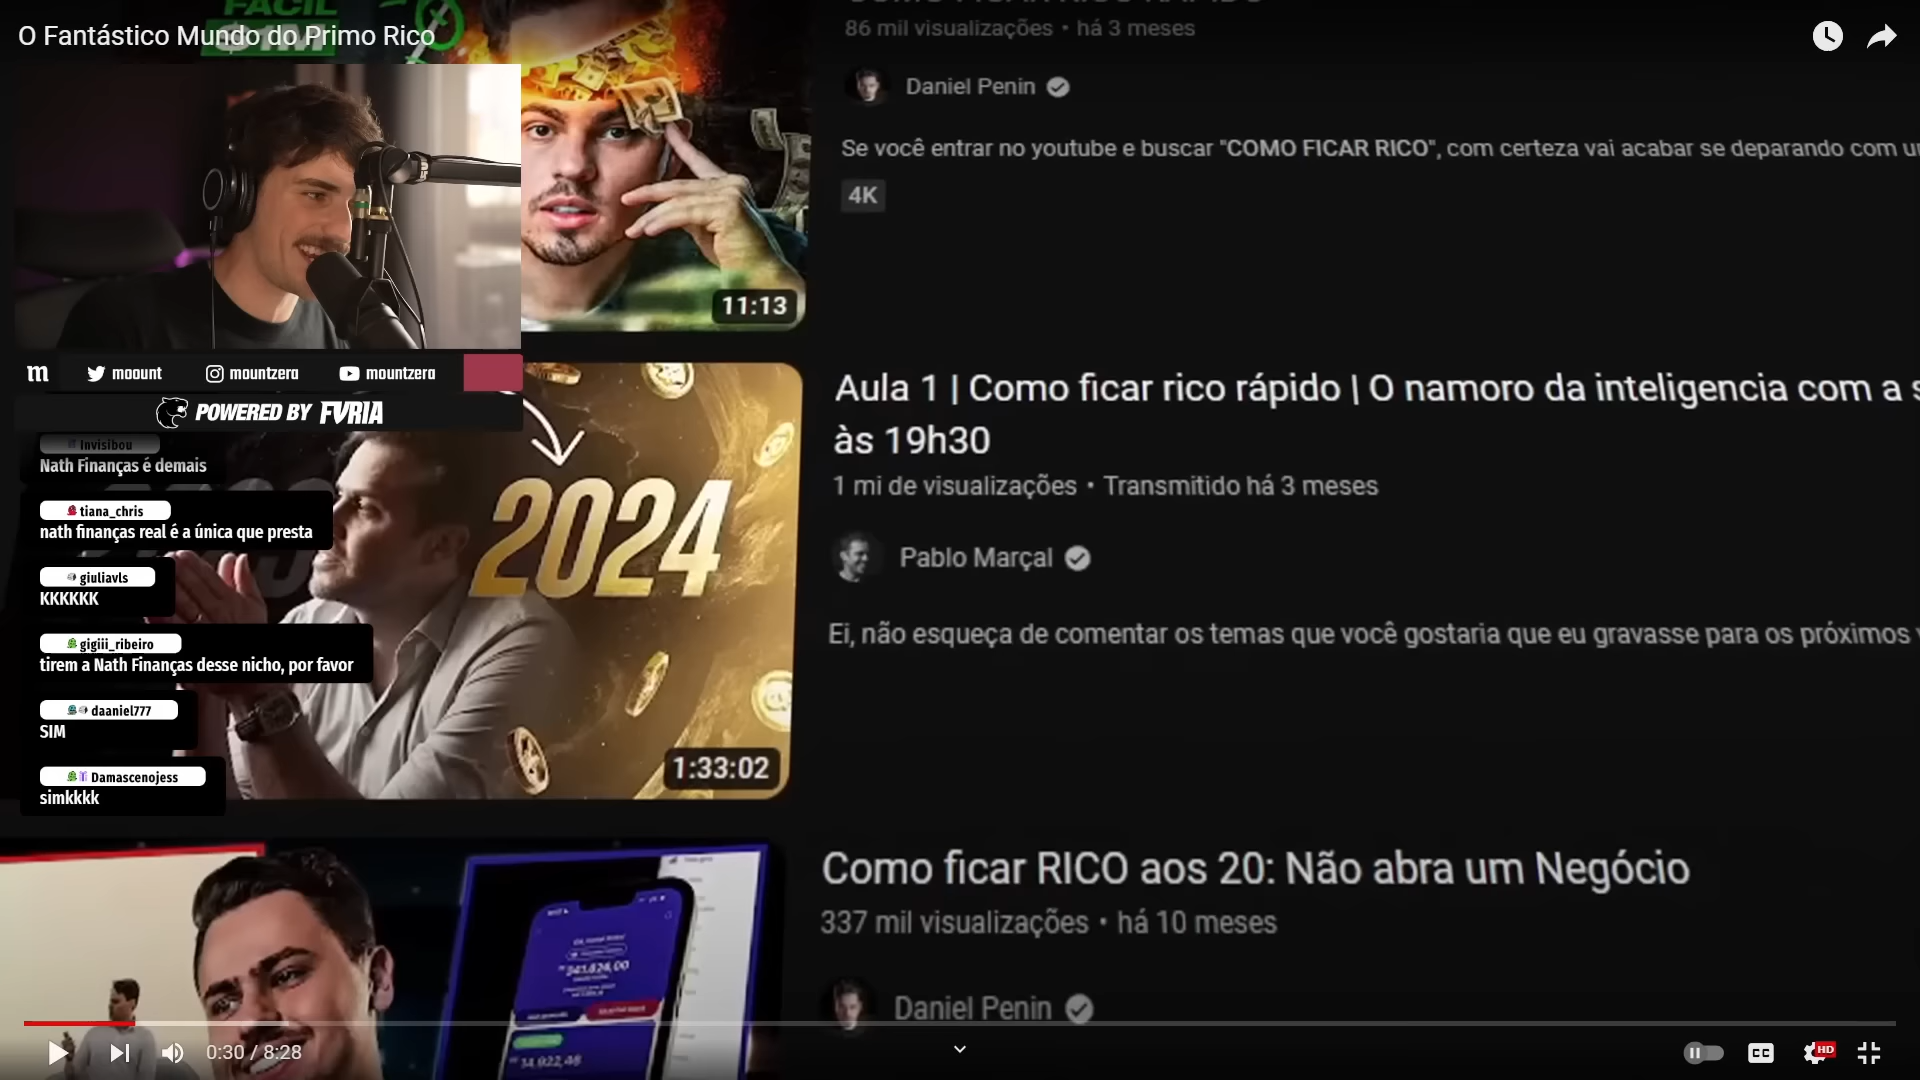 FACIL
SIM
O Fantástico Mundo do Primo Rico
86 mil visualizações • há 3 meses
Daniel Penin
Se você entrar no youtube e buscar "COMO FICAR RICO", com certeza vai acabar se deparando com
4K
11:13
m moount mountzera mountzera
POWERED BY FVRIA
Invisibou
Nath Finanças é demais
tiana_chris
nath finanças real é a única que presta
giuliavls
KKKKKK
gigiii_ribeiro
tirem a Nath Finanças desse nicho, por favor
daaniel777
SIM
Damascenojess
simkkkk
2024
1:33:02
Aula 1 | Como ficar rico rápido | O namoro da inteligencia com a
às 19h30
1 mi de visualizações • Transmitido há 3 meses
Pablo Marçal
Ei, não esqueça de comentar os temas que você gostaria que eu gravasse para os próximos
Como ficar RICO aos 20: Não abra um Negócio
337 mil visualizações • há 10 meses
Daniel Penin
0:30 / 8:28
CC
HD